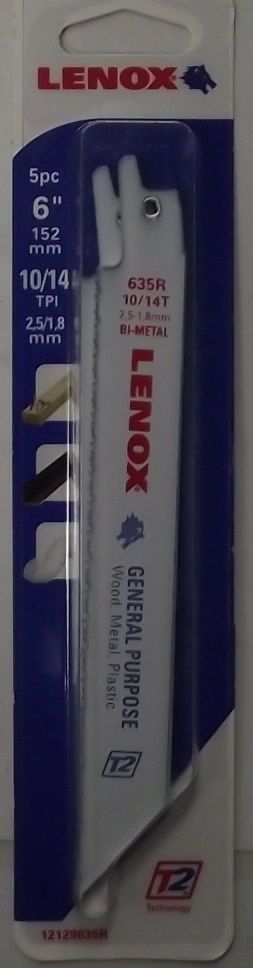 LENOX
5pc
6"
152
mm
10/14
TPI
2,5/1,8
mm
635R
10/14T
2,5-1,8mm
BI-METAL
LENOX
GENERAL PURPOSE
Wood, Metal, Plastic
T2
T2
Technology
12129635R